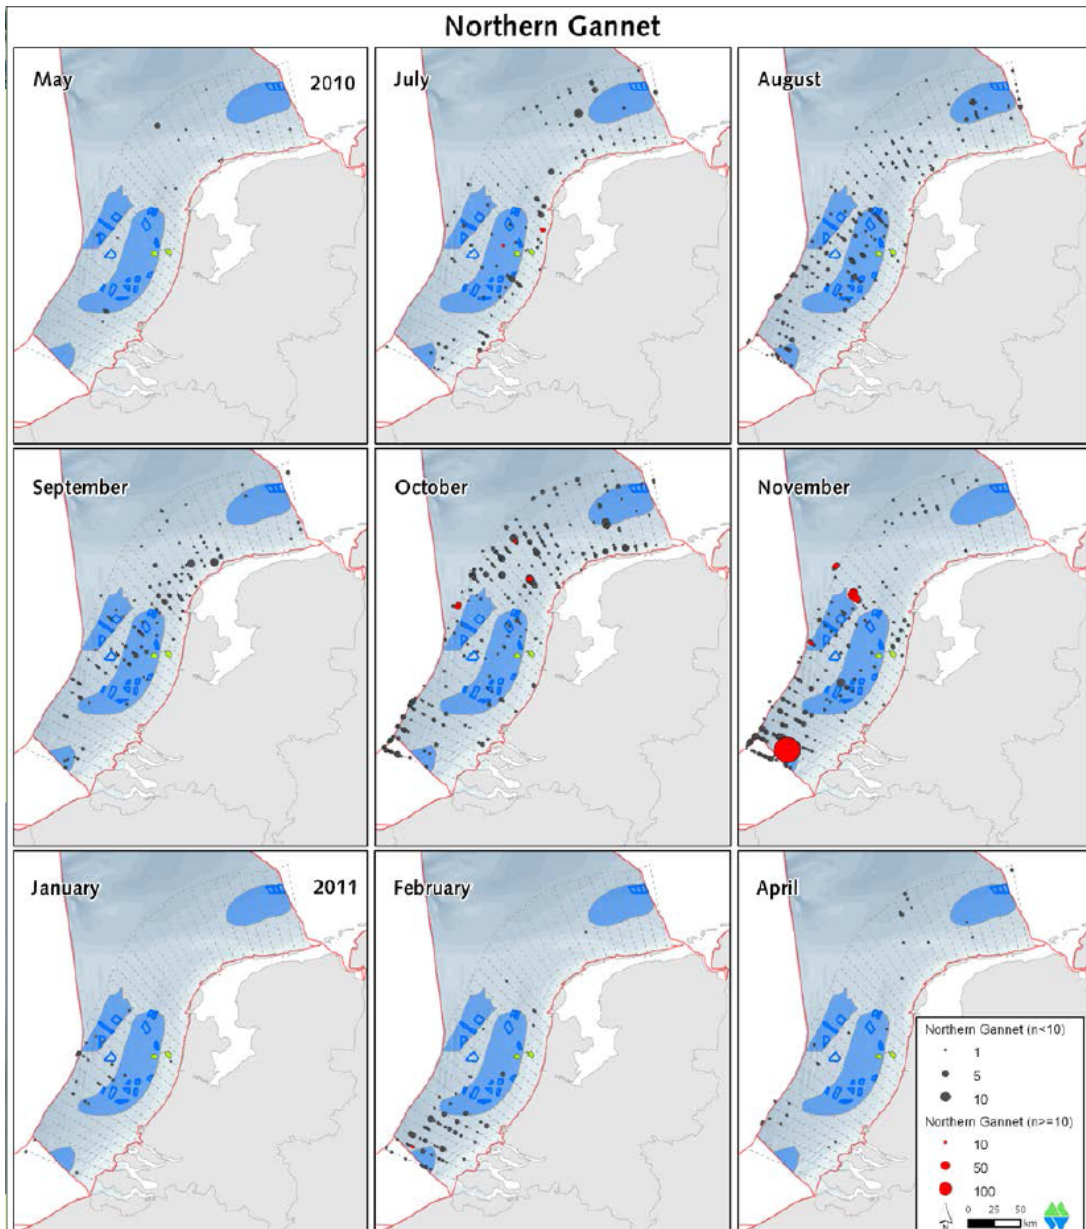 Northern Gannet
May
2010
July
August
September
October
November
January
2011
February
April
Northern Gannet (n<10)
1
5
10
Northern Gannet (n>=10)
10
50
100
0 25 50
km